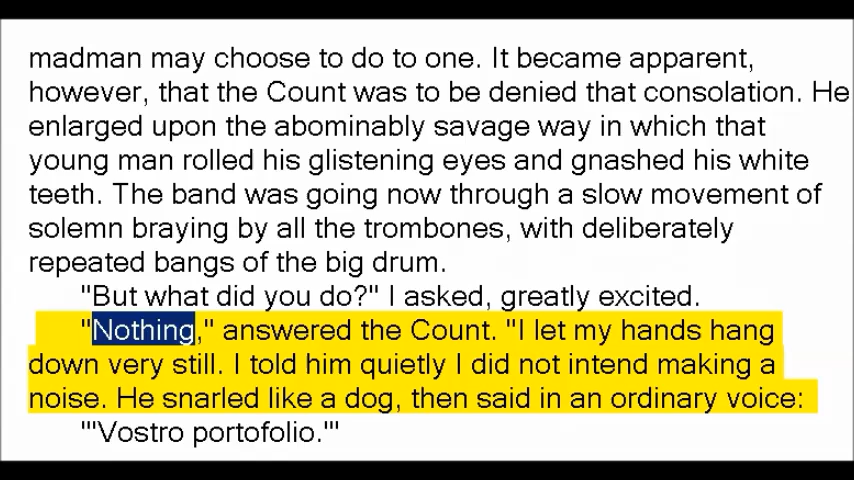 madman may choose to do to one. It became apparent,
however, that the Count was to be denied that consolation. He
enlarged upon the abominably savage way in which that
young man rolled his glistening eyes and gnashed his white
teeth. The band was going now through a slow movement of
solemn braying by all the trombones, with deliberately
repeated bangs of the big drum.
"But what did you do?" I asked, greatly excited.
"Nothing," answered the Count. "I let my hands hang
down very still. I told him quietly I did not intend making a
noise. He snarled like a dog, then said in an ordinary voice:
"'Vostro portofolio.'"